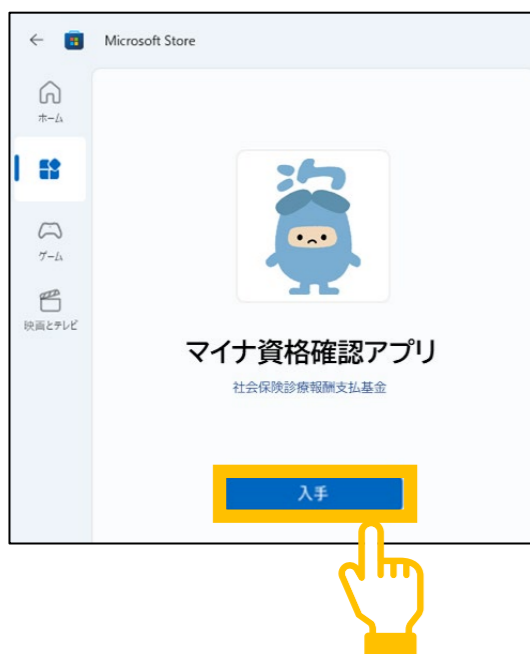 Microsoft Store
ホーム
ゲーム
映画とテレビ
マイナ資格確認アプリ
社会保険診療報酬支払基金
入手